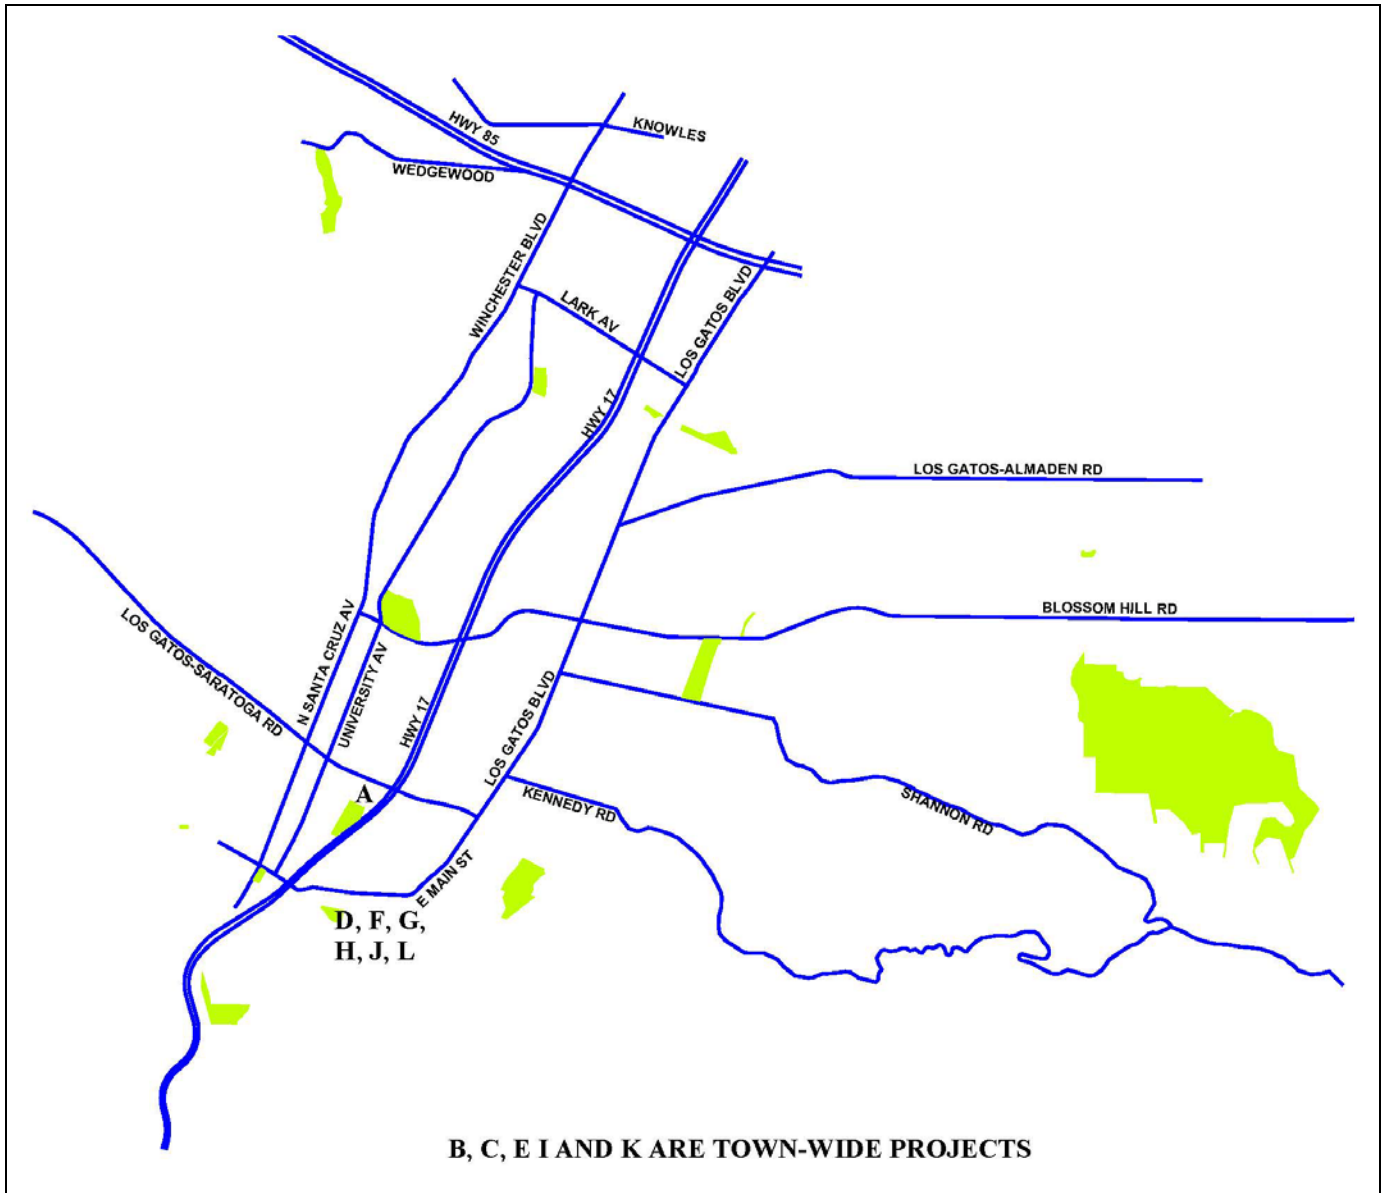 HWY 85
KNOWLES
WEDGEWOOD
WINCHESTER BLVD
LARK AV
LOS GATOS BLVD
HWY 17
LOS GATOS-ALMADEN RD
BLOSSOM HILL RD
LOS GATOS-SARATOGA RD
N SANTA CRUZ AV
UNIVERSITY AV
HWY 17
LOS GATOS BLVD
A
KENNEDY RD
SHANNON RD
E MAIN ST
D, F, G,
H, J, L
B, C, E I AND K ARE TOWN-WIDE PROJECTS